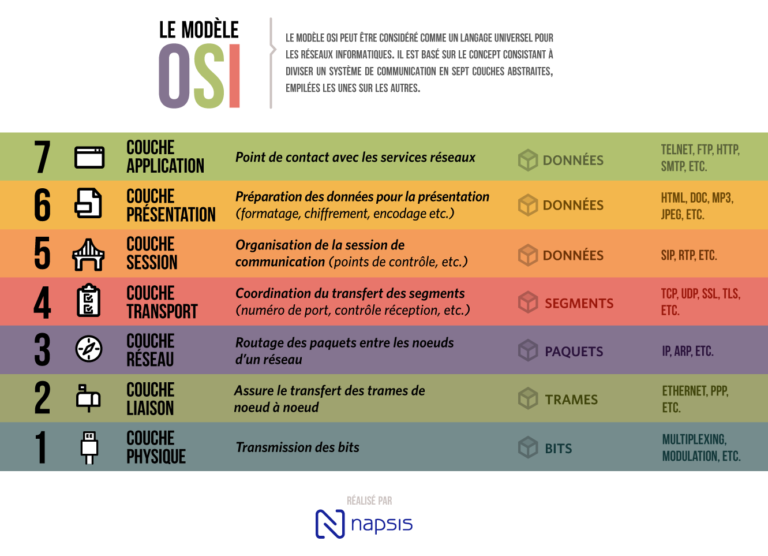 LE MODÈLE
OSI
LE MODÈLE OSI PEUT ÊTRE CONSIDÉRÉ COMME UN LANGAGE UNIVERSEL POUR
LES RÉSEAUX INFORMATIQUES. IL EST BASÉ SUR LE CONCEPT CONSISTANT À
DIVISER UN SYSTÈME DE COMMUNICATION EN SEPT COUCHES ABSTRAITES,
EMPILÉES LES UNES SUR LES AUTRES.
7
COUCHE
APPLICATION
Point de contact avec les services réseaux
DONNÉES
TELNET, FTP, HTTP,
SMTP, ETC.
6
COUCHE
PRÉSENTATION
Préparation des données pour la présentation
(formatage, chiffrement, encodage etc.)
DONNÉES
HTML, DOC, MP3,
JPEG, ETC.
5
COUCHE
SESSION
Organisation de la session de
communication (points de contrôle, etc.)
DONNÉES
SIP, RTP, ETC.
4
COUCHE
TRANSPORT
Coordination du transfert des segments
(numéro de port, contrôle réception, etc.)
SEGMENTS
TCP, UDP, SSL, TLS,
ETC.
3
COUCHE
RÉSEAU
Routage des paquets entre les noeuds
d'un réseau
PAQUETS
IP, ARP, ETC.
2
COUCHE
LIAISON
Assure le transfert des trames de
noeud à noeud
TRAMES
ETHERNET, PPP,
ETC.
1
COUCHE
PHYSIQUE
Transmission des bits
BITS
MULTIPLEXING,
MODULATION, ETC.
RÉALISÉ PAR
napsis